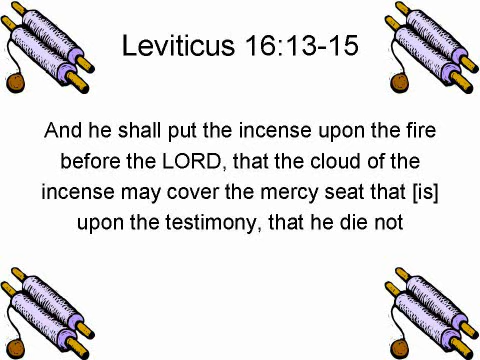 Leviticus 16:13-15
And he shall put the incense upon the fire
before the LORD, that the cloud of the
incense may cover the mercy seat that [is]
upon the testimony, that he die not